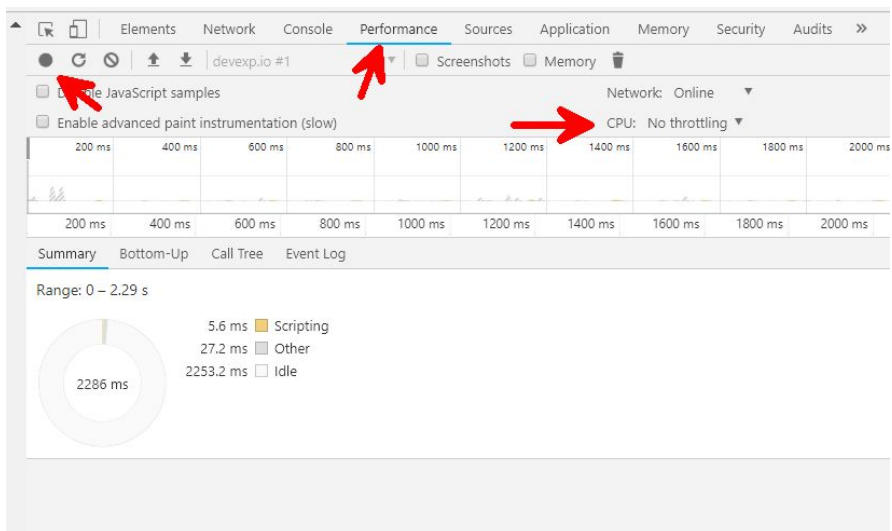 Elements Network Console Performance Sources Application Memory Security Audits »
devexp.io #1 Screenshots Memory
JavaScript samples Network: Online
Enable advanced paint instrumentation (slow) CPU: No throttling
200 ms 400 ms 600 ms 800 ms 1000 ms 1200 ms 1400 ms 1600 ms 1800 ms 2000 ms
200 ms 400 ms 600 ms 800 ms 1000 ms 1200 ms 1400 ms 1600 ms 1800 ms 2000 ms
Summary Bottom-Up Call Tree Event Log
Range: 0 – 2.29 s
5.6 ms Scripting
27.2 ms Other
2253.2 ms Idle
2286 ms